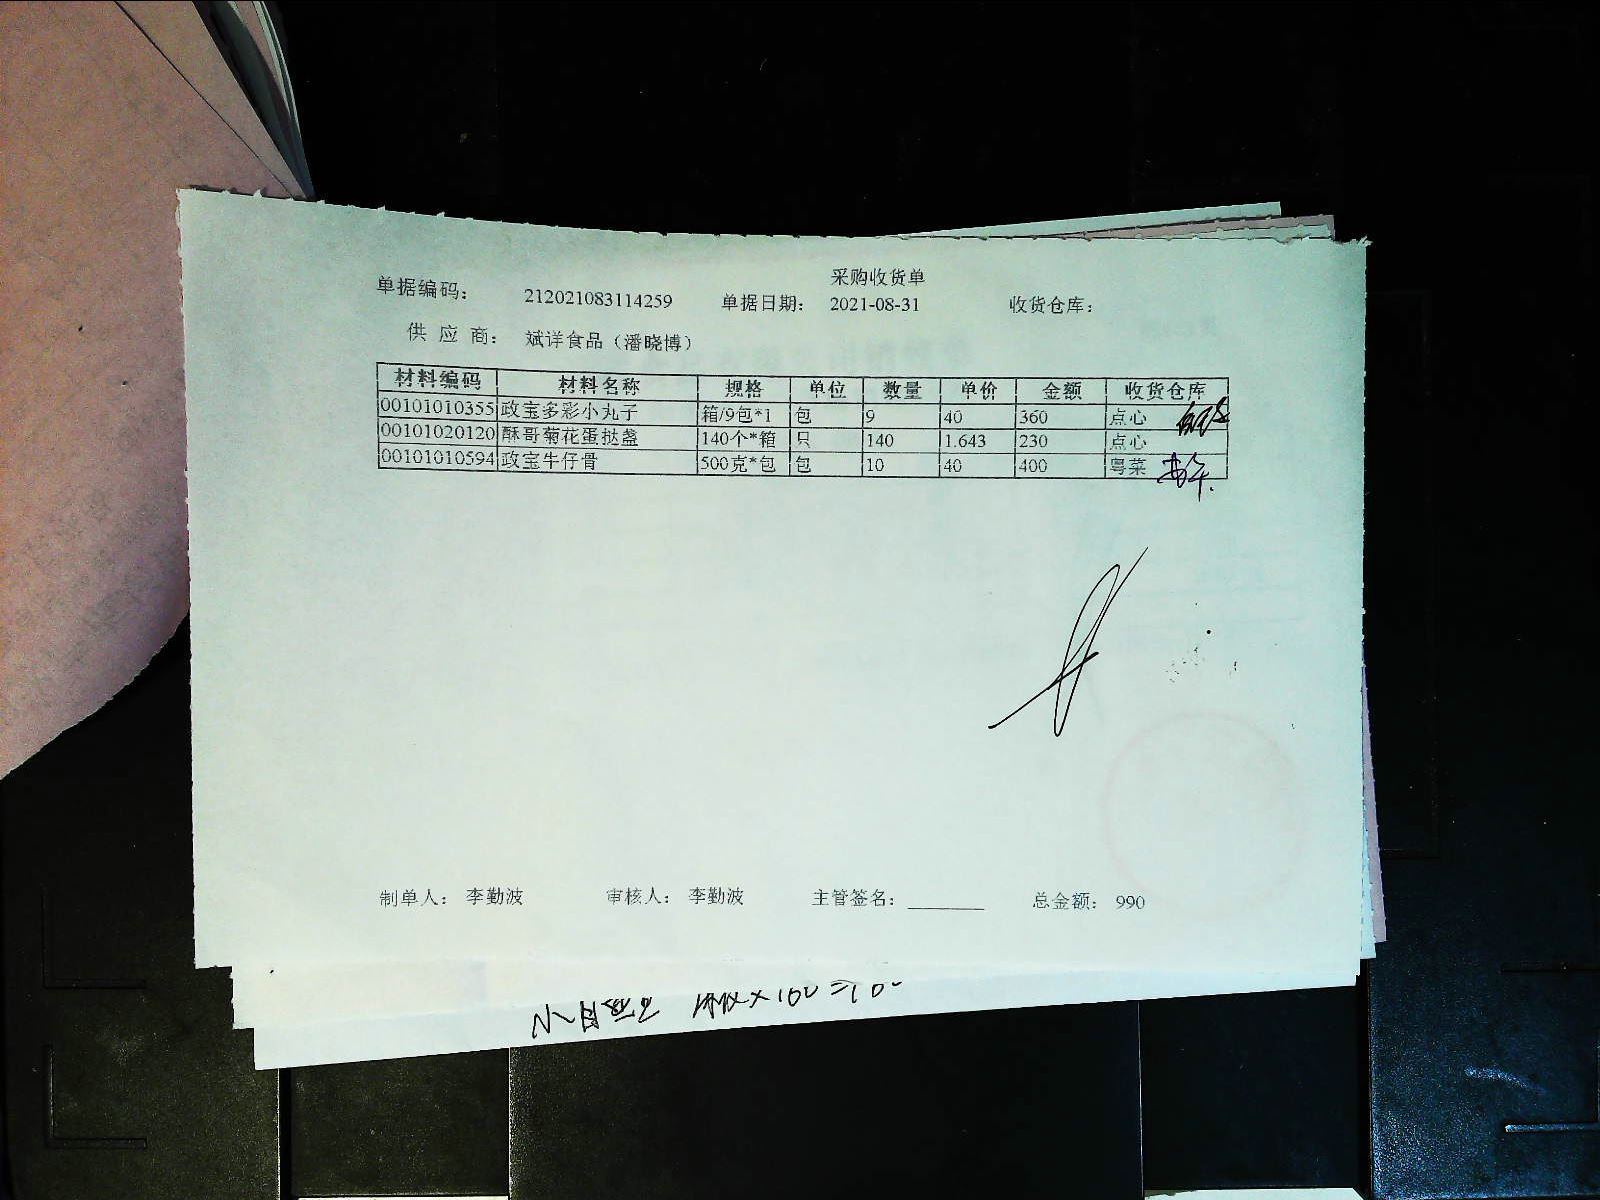 采购收货单
单据编码： 212021083114259 单据日期： 2021-08-31 收货仓库：
供 应 商： 斌详食品（潘晓博）
材料编码 材料名称 规格 单位 数量 单价 金额 收货仓库
00101010355 政宝多彩小丸子 箱/9包*1 包 9 40 360 点心
00101020120 酥哥菊花蛋挞盏 140个*箱 只 140 1.643 230 点心
00101010594 政宝牛仔骨 500克*包 包 10 40 400 粤菜
制单人： 李勤波 审核人： 李勤波 主管签名： 总金额： 990